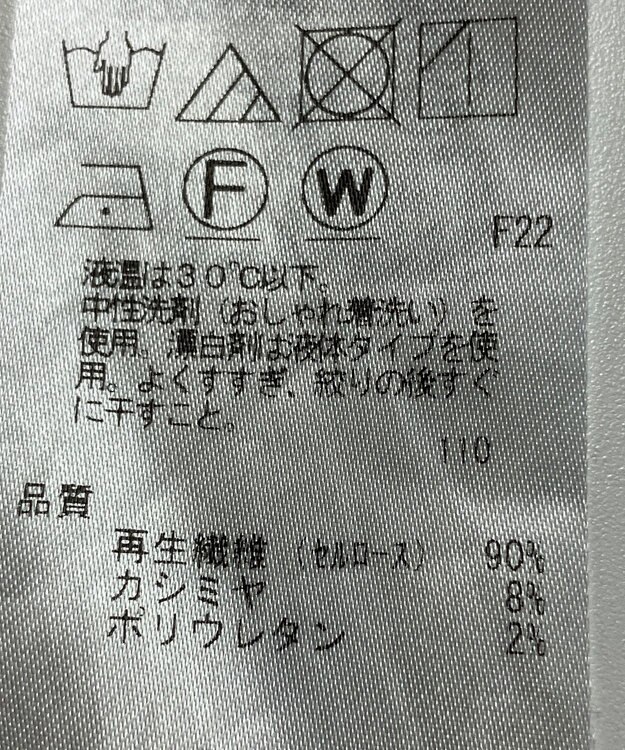 F W
F22
液温は30℃以下。
中性洗剤（おしゃれ着洗い）を
使用。漂白剤は液体タイプを使
用。よくすすぎ、絞りの後すぐ
に干すこと。
110
品質
再生繊維（セルロース） 90%
カシミヤ 8%
ポリウレタン 2%